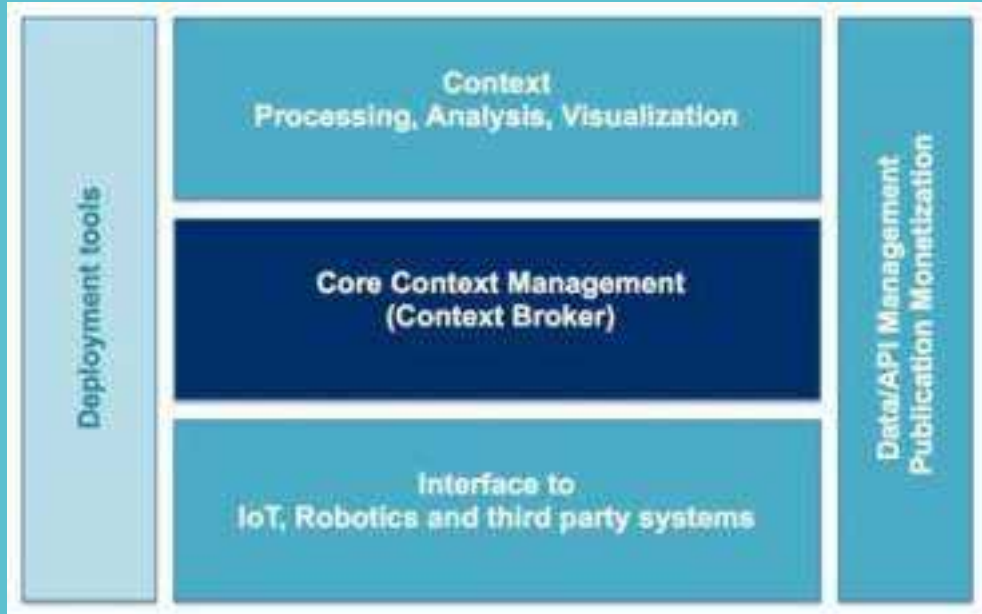 Deployment tools
Context
Processing, Analysis, Visualization
Core Context Management
(Context Broker)
Interface to
IoT, Robotics and third party systems
Data/API Management
Publication Monetization